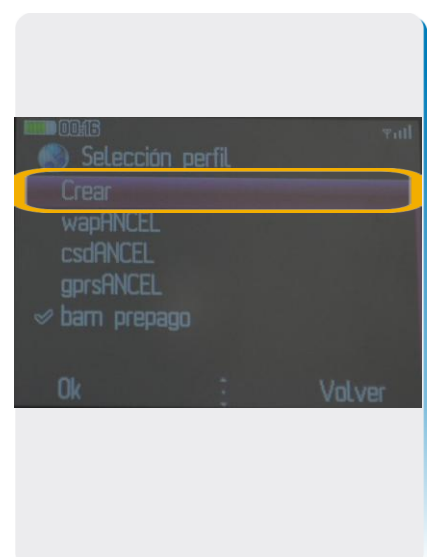 00:16
Selección perfil
Crear
wapANCEL
csdANCEL
gprsANCEL
bam prepago
Ok Volver